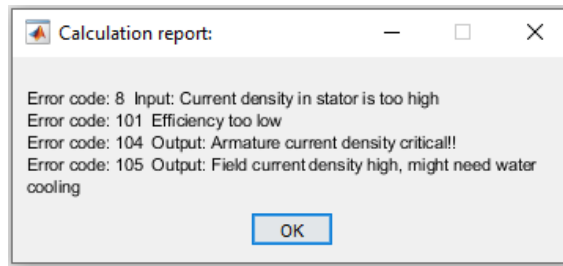 Calculation report:
Error code: 8  Input: Current density in stator is too high
Error code: 101  Efficiency too low
Error code: 104  Output: Armature current density critical!!
Error code: 105  Output: Field current density high, might need water
cooling
OK